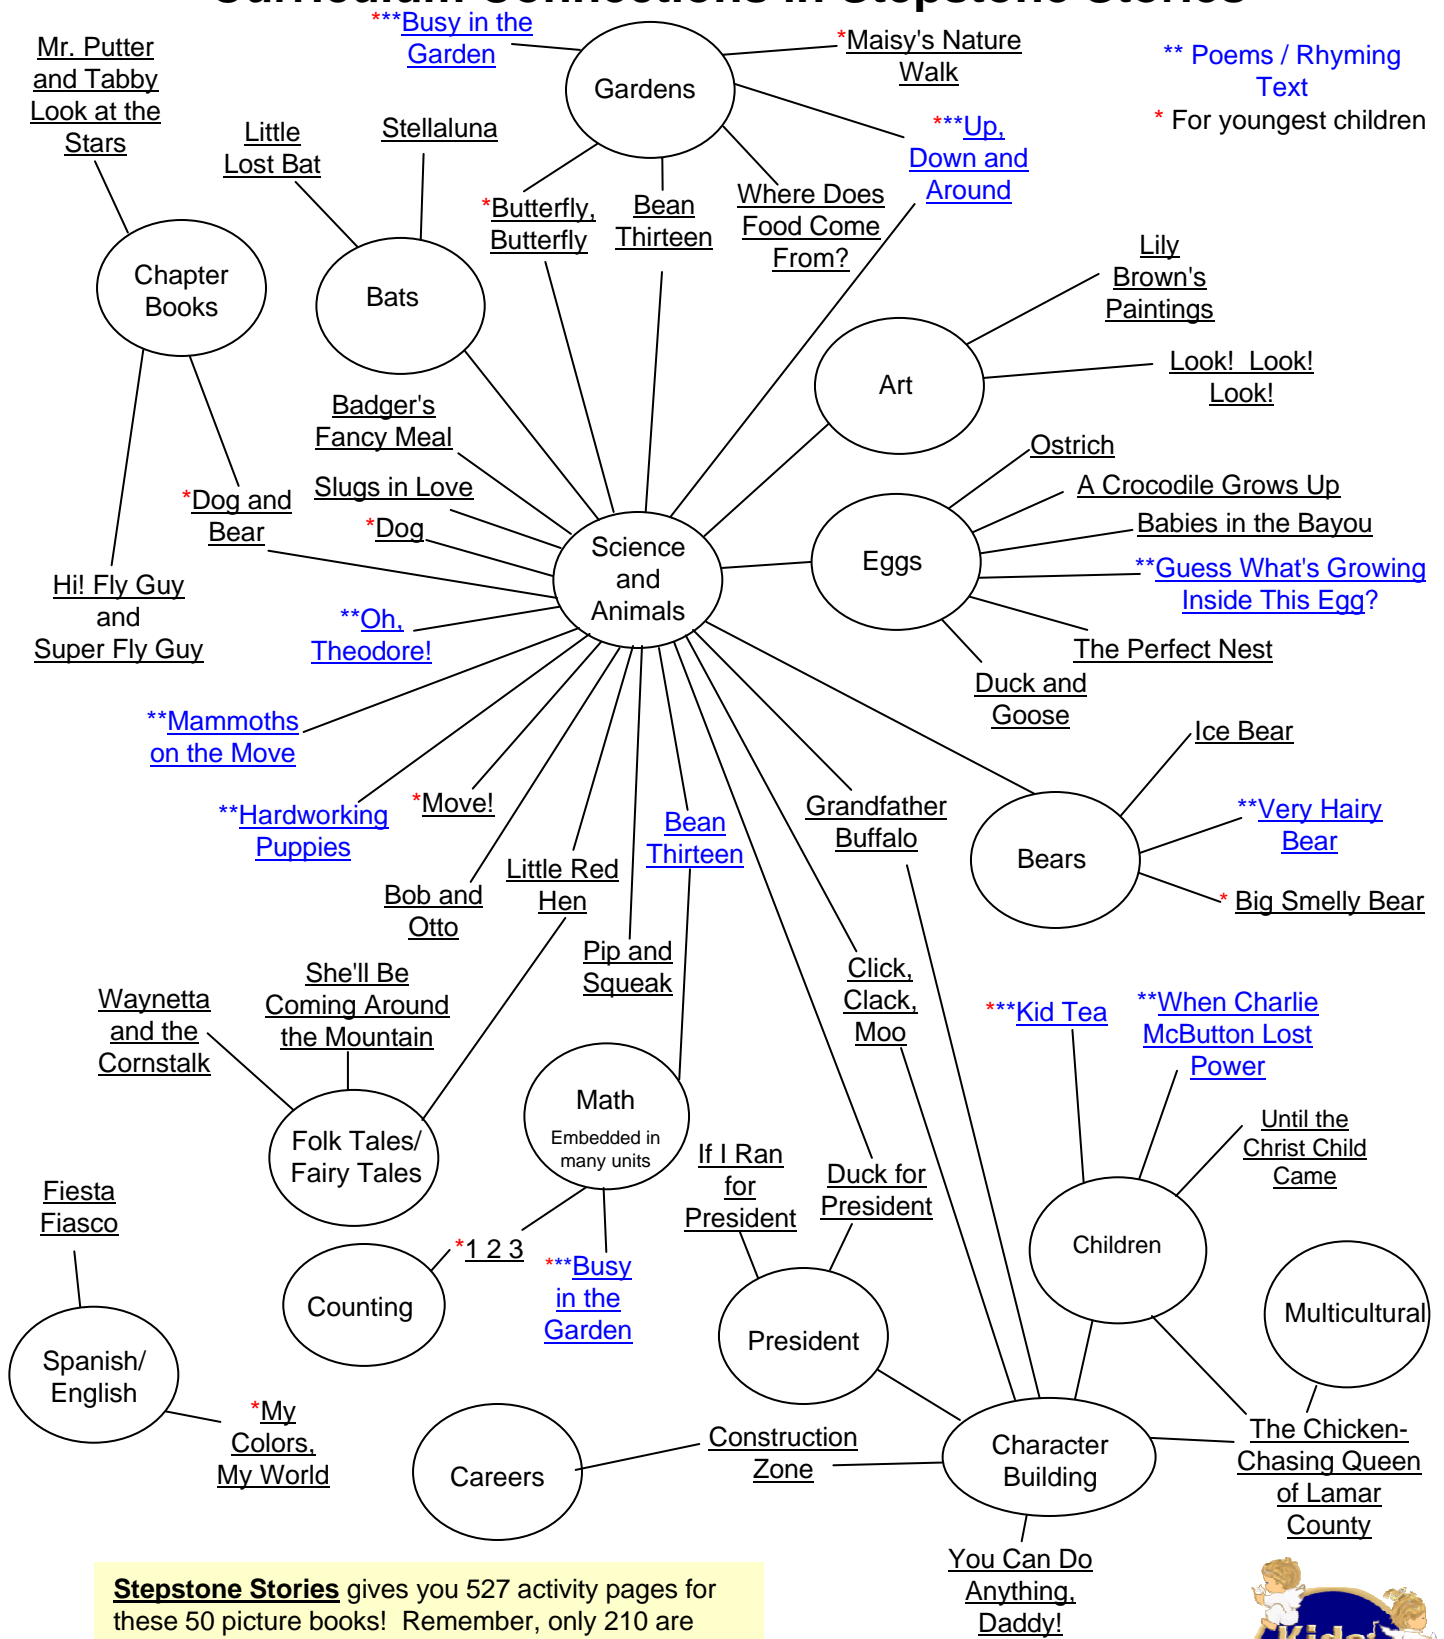 Curriculum Connections in Stepstone Stories
***Busy in the
Garden
Mr. Putter
and Tabby
Look at the
Stars
Little
Lost Bat
Stellaluna
Gardens
*Maisy's Nature
Walk
** Poems / Rhyming
Text
* For youngest children
***Up,
Down and
Around
*Butterfly,
Butterfly
Bean
Thirteen
Where Does
Food Come
From?
Chapter
Books
Bats
Lily
Brown's
Paintings
Art
Look!  Look!
Look!
Badger's
Fancy Meal
Slugs in Love
*Dog
*Dog and
Bear
Science
and
Animals
Eggs
Ostrich
A Crocodile Grows Up
Babies in the Bayou
**Guess What's Growing
Inside This Egg?
The Perfect Nest
Duck and
Goose
Hi! Fly Guy
and
Super Fly Guy
**Oh,
Theodore!
**Mammoths
on the Move
**Hardworking
Puppies
*Move!
Bob and
Otto
Little Red
Hen
Pip and
Squeak
Bean
Thirteen
Grandfather
Buffalo
Bears
Ice Bear
**Very Hairy
Bear
* Big Smelly Bear
Waynetta
and the
Cornstalk
She'll Be
Coming Around
the Mountain
Click,
Clack,
Moo
***Kid Tea
**When Charlie
McButton Lost
Power
Until the
Christ Child
Came
Folk Tales/
Fairy Tales
Math
Embedded in
many units
If I Ran
for
President
Duck for
President
Children
Multicultural
Fiesta
Fiasco
Spanish/
English
*My
Colors,
My World
Counting
*1 2 3
***Busy
in the
Garden
President
Careers
Construction
Zone
Character
Building
The Chicken-
Chasing Queen
of Lamar
County
You Can Do
Anything,
Daddy!
Stepstone Stories gives you 527 activity pages for
these 50 picture books!  Remember, only 210 are
Kids